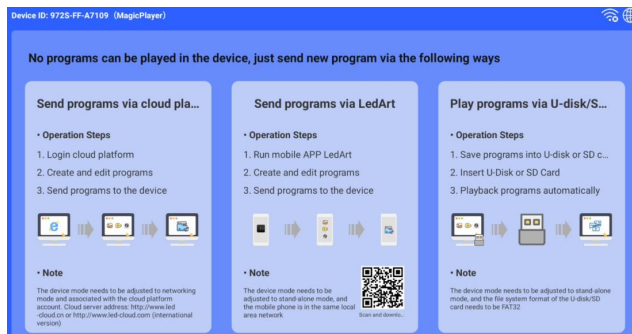 Device ID: 972S-FF-A7109 (MagicPlayer)
No programs can be played in the device, just send new program via the following ways
Send programs via cloud pla...
• Operation Steps
1. Login cloud platform
2. Create and edit programs
3. Send programs to the device
• Note
The device mode needs to be adjusted to networking
mode and associated with the cloud platform
account. Cloud server address: http://www.led
-cloud.cn or http://www.led-cloud.com (international
version)
Send programs via LedArt
• Operation Steps
1. Run mobile APP LedArt
2. Create and edit programs
3. Send programs to the device
• Note
The device mode needs to be
adjusted to stand-alone mode, and
the mobile phone is in the same local
area network
Scan and downlo...
Play programs via U-disk/S...
• Operation Steps
1. Save programs into U-disk or SD c...
2. Insert U-Disk or SD Card
3. Playback programs automatically
• Note
The device mode needs to be adjusted to stand-alone
mode, and the file system format of the U-disk/SD
card needs to be FAT32